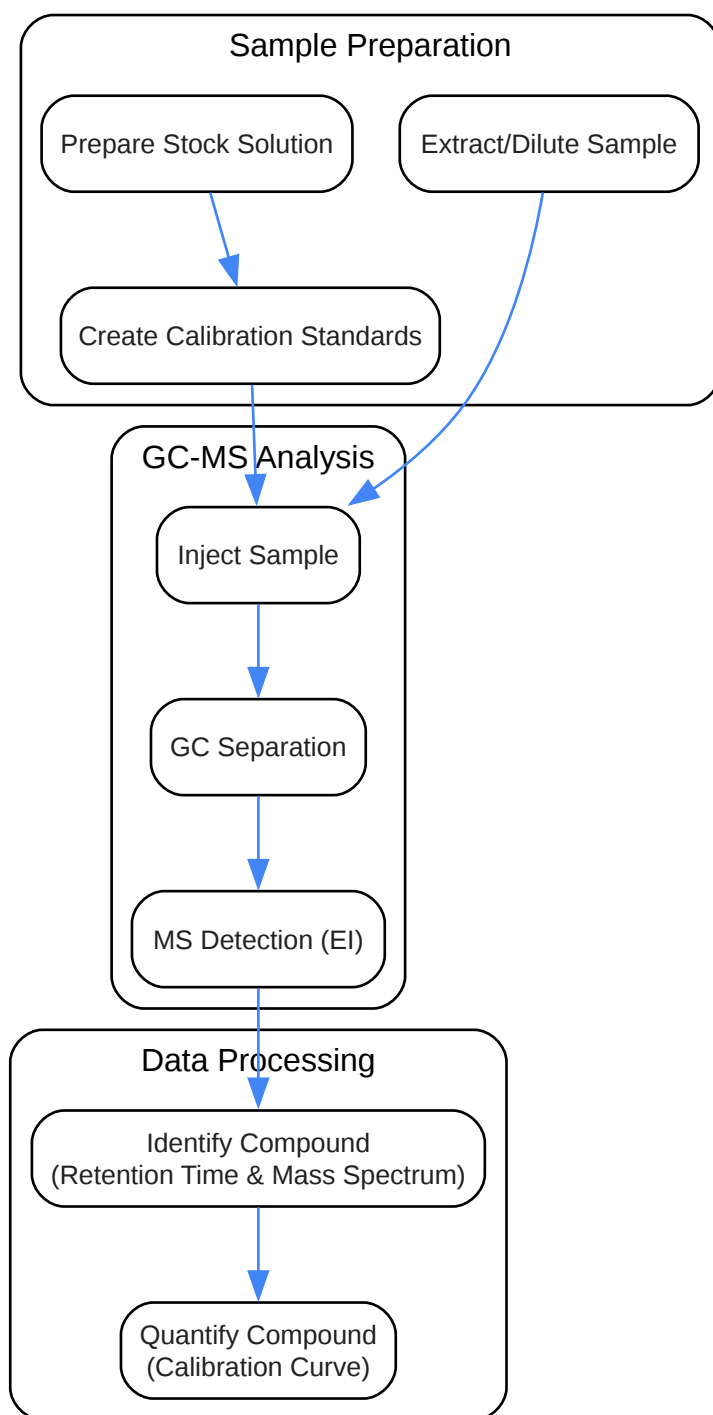 Sample Preparation
Prepare Stock Solution
Extract/Dilute Sample
Create Calibration Standards
GC-MS Analysis
Inject Sample
GC Separation
MS Detection (EI)
Data Processing
Identify Compound
(Retention Time & Mass Spectrum)
Quantify Compound
(Calibration Curve)